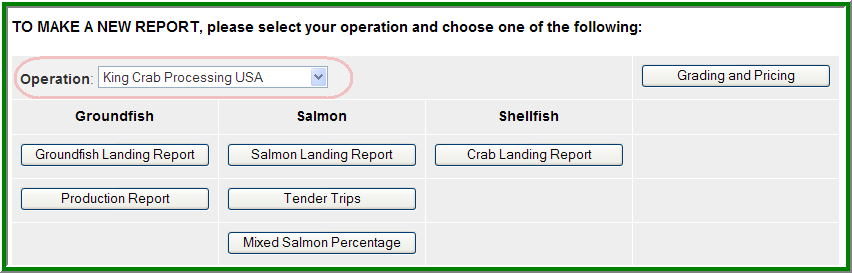 TO MAKE A NEW REPORT, please select your operation and choose one of the following:
Operation: King Crab Processing USA Grading and Pricing
Groundfish Salmon Shellfish
Groundfish Landing Report Salmon Landing Report Crab Landing Report
Production Report Tender Trips
Mixed Salmon Percentage